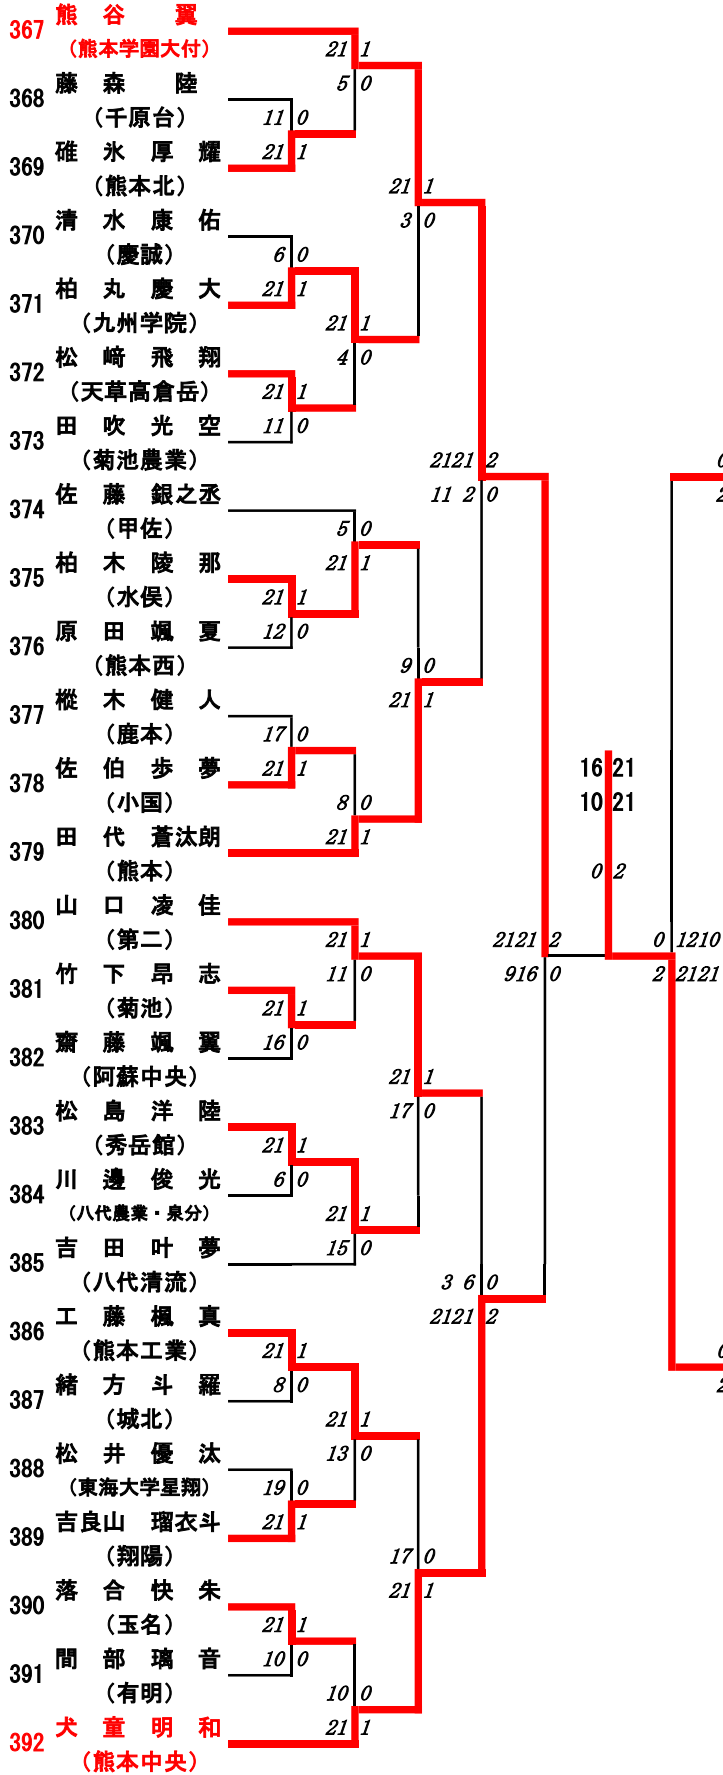 367 熊谷 翼
(熊本学園大付)
21 1
5 0
368 藤森 陸
(千原台)
11 0
369 碓氷厚耀
21 1
(熊本北)
21 1
3 0
370 清水康佑
(慶誠)
6 0
371 柏丸慶大
21 1
(九州学院)
21 1
4 0
372 松﨑飛翔
(天草高倉岳)
21 1
373 田吹光空
11 0
(菊池農業)
2121 2
11 2 0
0
2
374 佐藤銀之丞
(甲佐)
5 0
21 1
375 柏木陵那
(水俣)
21 1
376 原田颯夏
12 0
(熊本西)
9 0
21 1
377 樅木健人
(鹿本)
17 0
378 佐伯歩夢
21 1
(小国)
8 0
16 21
10 21
0 2
379 田代蒼汰朗
21 1
(熊本)
380 山口凌佳
(第二)
21 1
11 0
2121 2
916 0
0 1210
2 2121
381 竹下昂志
(菊池)
21 1
382 齋藤颯翼
16 0
(阿蘇中央)
21 1
17 0
383 松島洋陸
(秀岳館)
21 1
384 川邊俊光
6 0
(八代農業・泉分)
21 1
15 0
385 吉田叶夢
(八代清流)
3 6 0
2121 2
386 工藤楓真
(熊本工業)
21 1
0
2
387 緒方斗羅
8 0
(城北)
21 1
13 0
388 松井優汰
(東海大学星翔)
19 0
389 吉良山 瑠衣斗
21 1
(翔陽)
17 0
21 1
390 落合快朱
(玉名)
21 1
391 間部璃音
10 0
(有明)
10 0
392 犬童明和
21 1
(熊本中央)